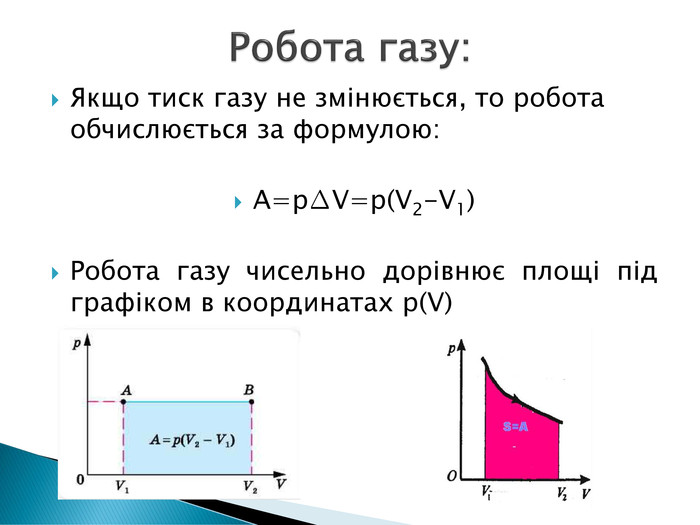 Робота газу:
Якщо тиск газу не змінюється, то робота
обчислюється за формулою:
A=p△V=p(V₂-V₁)
Робота газу чисельно дорівнює площі під
графіком в координатах p(V)
p
A
B
A = p(V₂ − V₁)
0
V₁
V₂
V
p
S=A
O
V₁
V₂
V